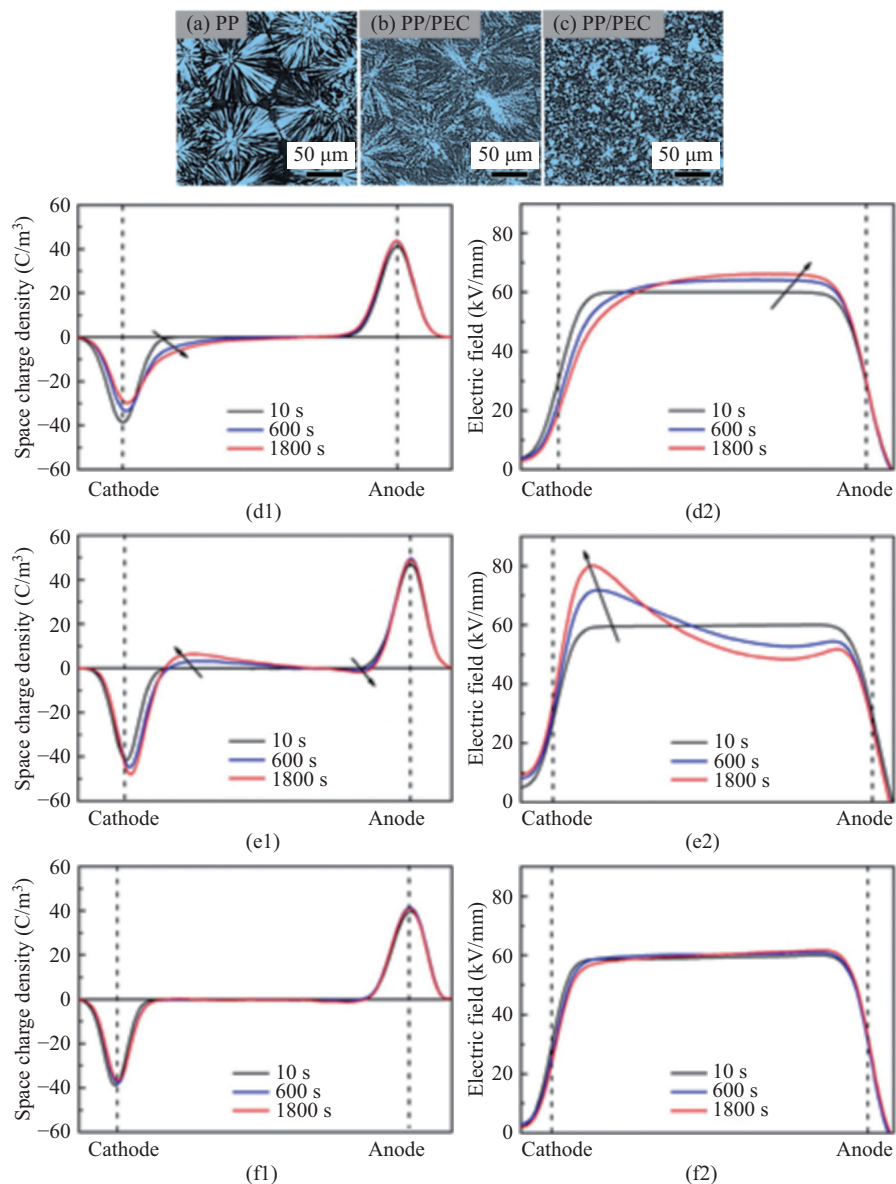 (a) PP
(b) PP/PEC
(c) PP/PEC
50 μm
50 μm
50 μm
Space charge density (C/m³)
60
40
20
0
−20
−40
−60
10 s
600 s
1800 s
Cathode
Anode
(d1)
Electric field (kV/mm)
80
60
40
20
0
10 s
600 s
1800 s
Cathode
Anode
(d2)
Space charge density (C/m³)
60
40
20
0
−20
−40
−60
10 s
600 s
1800 s
Cathode
Anode
(e1)
Electric field (kV/mm)
80
60
40
20
0
10 s
600 s
1800 s
Cathode
Anode
(e2)
Space charge density (C/m³)
60
40
20
0
−20
−40
−60
10 s
600 s
1800 s
Cathode
Anode
(f1)
Electric field (kV/mm)
80
60
40
20
0
10 s
600 s
1800 s
Cathode
Anode
(f2)